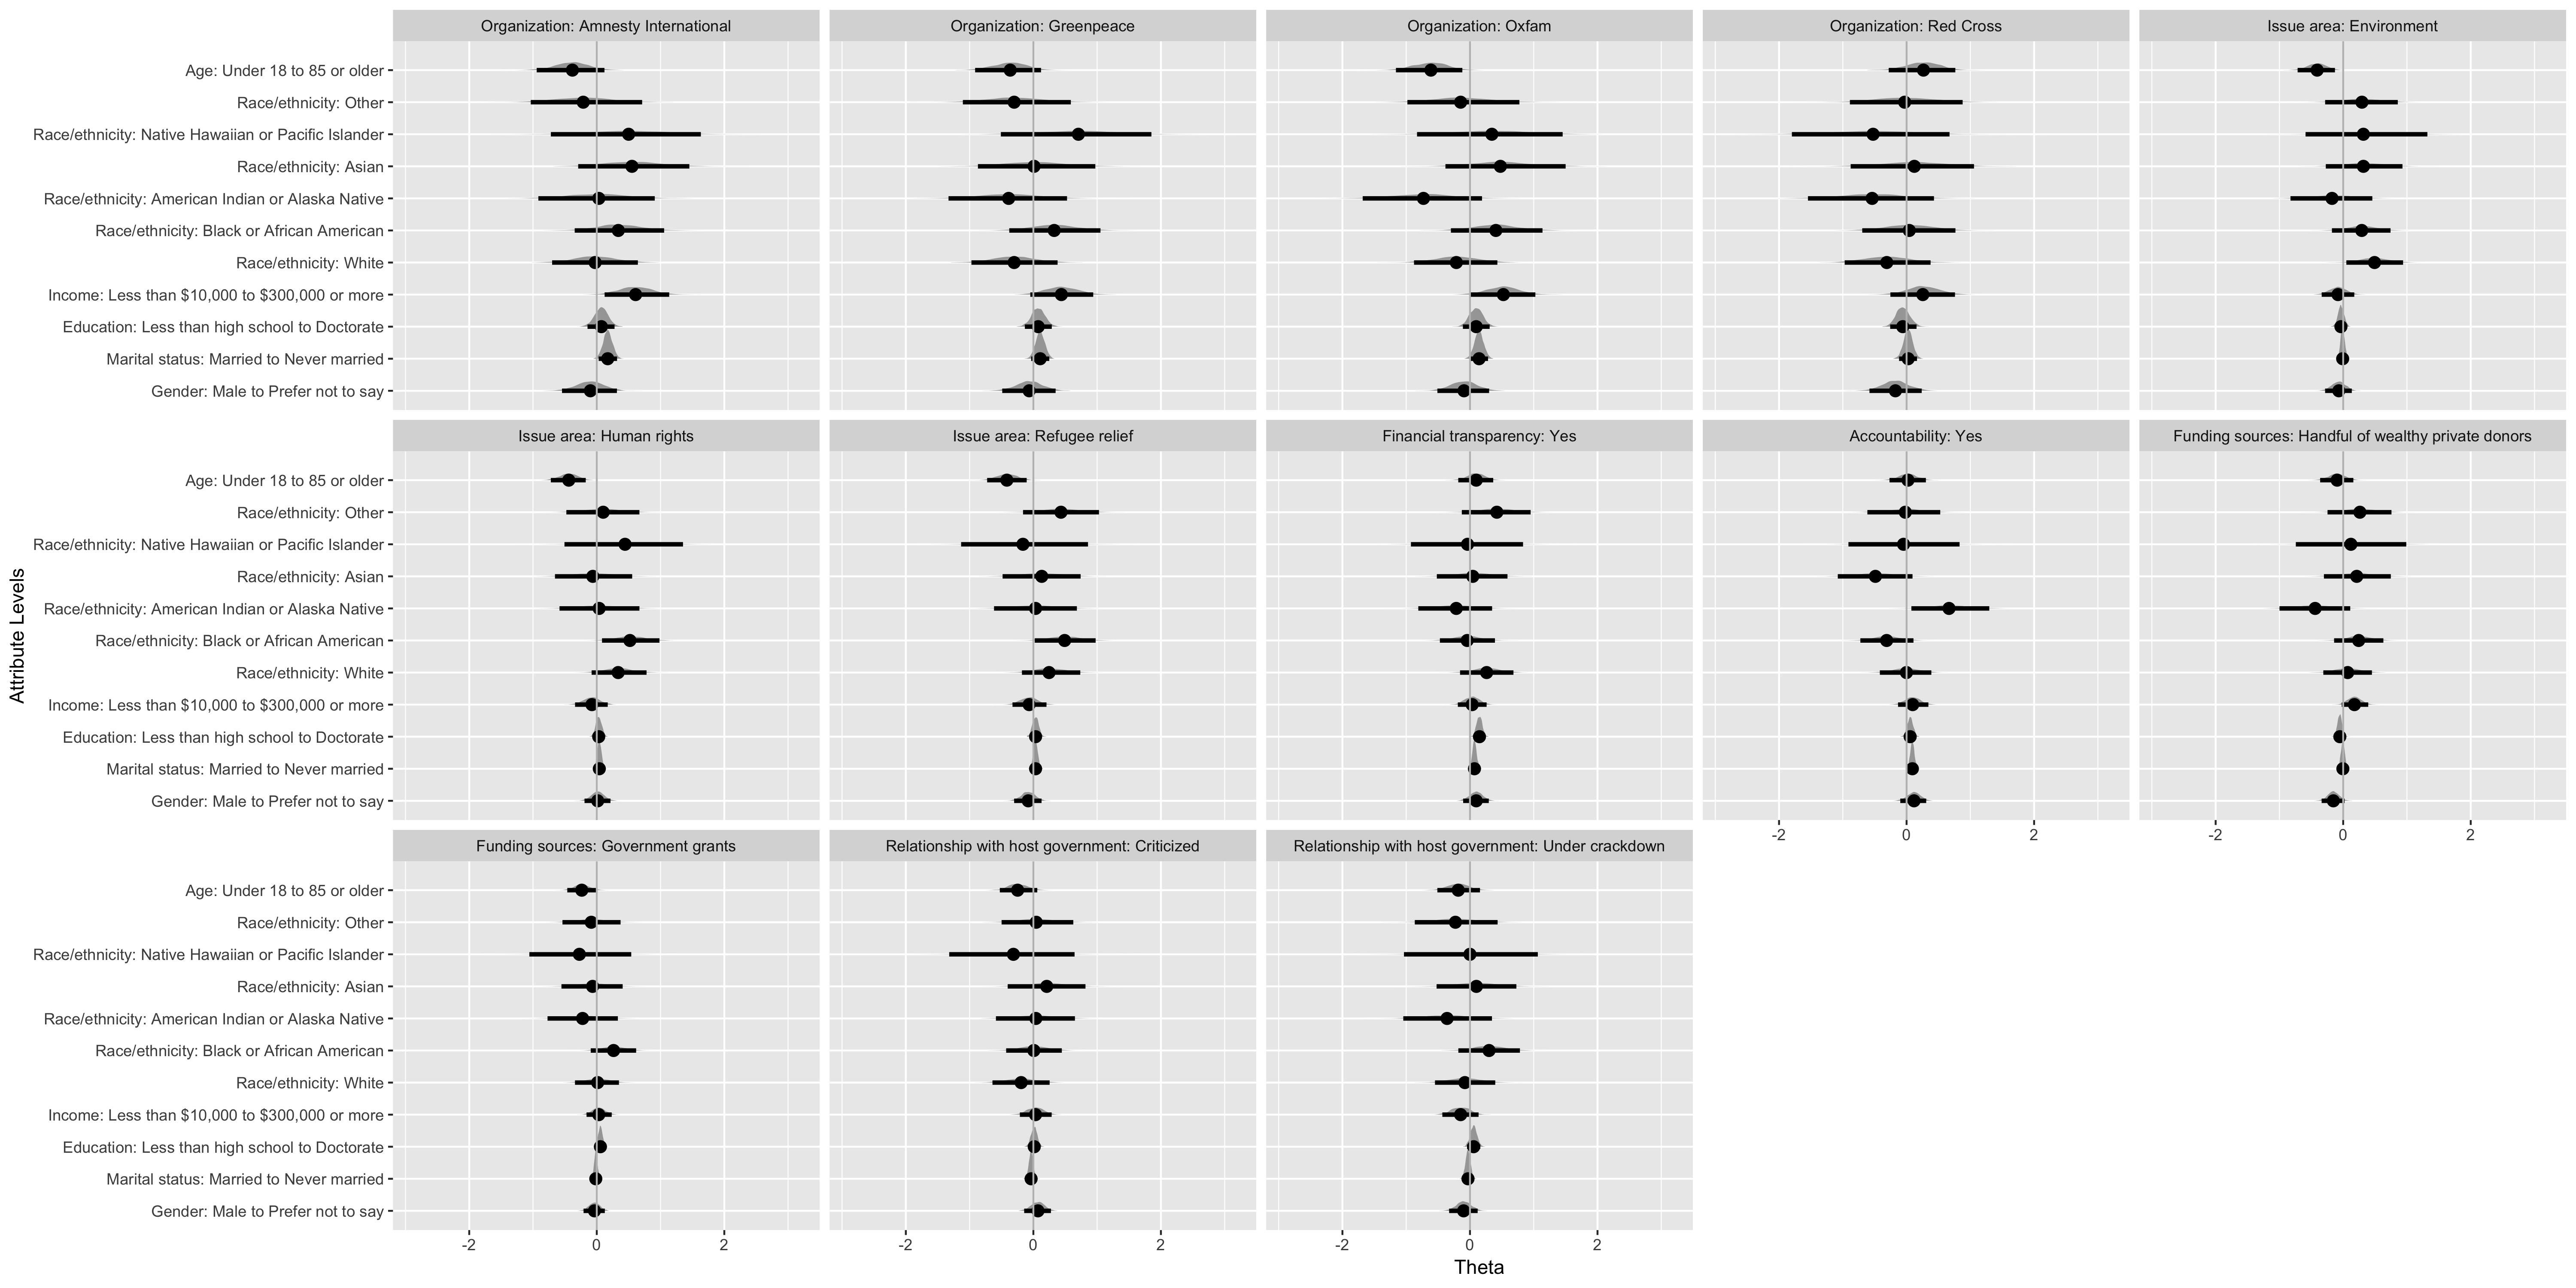 Organization: Amnesty International
Organization: Greenpeace
Organization: Oxfam
Organization: Red Cross
Issue area: Environment
Age: Under 18 to 85 or older
Race/ethnicity: Other
Race/ethnicity: Native Hawaiian or Pacific Islander
Race/ethnicity: Asian
Race/ethnicity: American Indian or Alaska Native
Race/ethnicity: Black or African American
Race/ethnicity: White
Income: Less than $10,000 to $300,000 or more
Education: Less than high school to Doctorate
Marital status: Married to Never married
Gender: Male to Prefer not to say
Issue area: Human rights
Issue area: Refugee relief
Financial transparency: Yes
Accountability: Yes
Funding sources: Handful of wealthy private donors
Age: Under 18 to 85 or older
Race/ethnicity: Other
Race/ethnicity: Native Hawaiian or Pacific Islander
Race/ethnicity: Asian
Race/ethnicity: American Indian or Alaska Native
Race/ethnicity: Black or African American
Race/ethnicity: White
Income: Less than $10,000 to $300,000 or more
Education: Less than high school to Doctorate
Marital status: Married to Never married
Gender: Male to Prefer not to say
Attribute Levels
-2 0 2
-2 0 2
Funding sources: Government grants
Relationship with host government: Criticized
Relationship with host government: Under crackdown
Age: Under 18 to 85 or older
Race/ethnicity: Other
Race/ethnicity: Native Hawaiian or Pacific Islander
Race/ethnicity: Asian
Race/ethnicity: American Indian or Alaska Native
Race/ethnicity: Black or African American
Race/ethnicity: White
Income: Less than $10,000 to $300,000 or more
Education: Less than high school to Doctorate
Marital status: Married to Never married
Gender: Male to Prefer not to say
-2 0 2
-2 0 2
-2 0 2
Theta